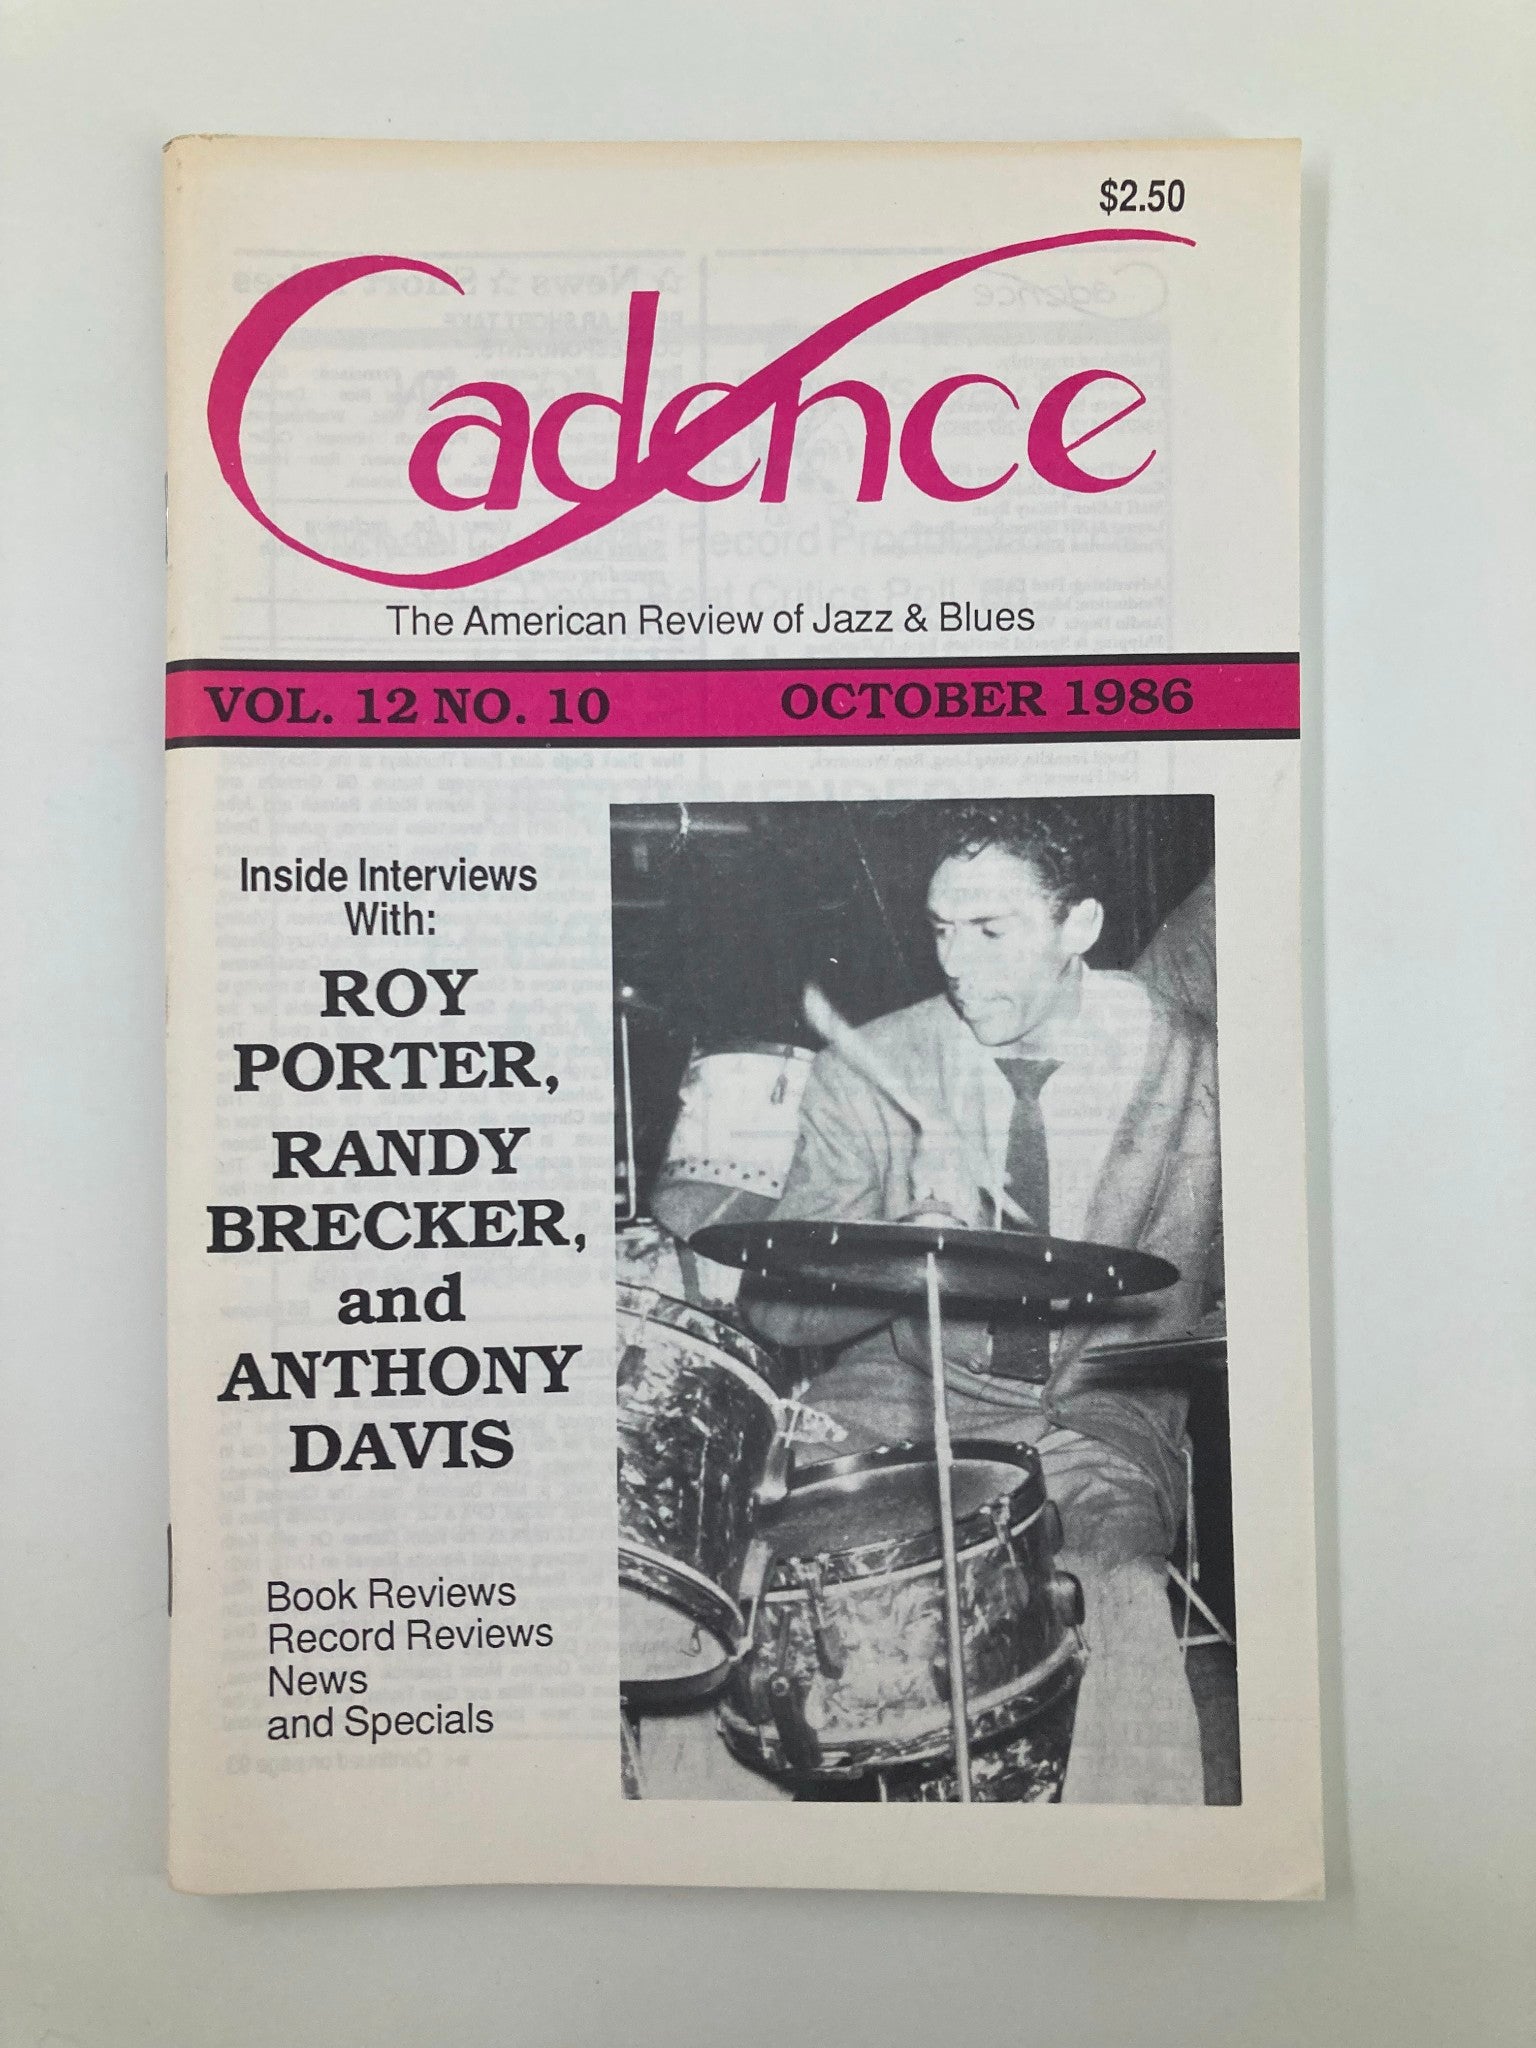 $2.50
Cadence
The American Review of Jazz & Blues
VOL. 12 NO. 10 OCTOBER 1986
Inside Interviews
With:
ROY
PORTER,
RANDY
BRECKER,
and
ANTHONY
DAVIS
Book Reviews
Record Reviews
News
and Specials